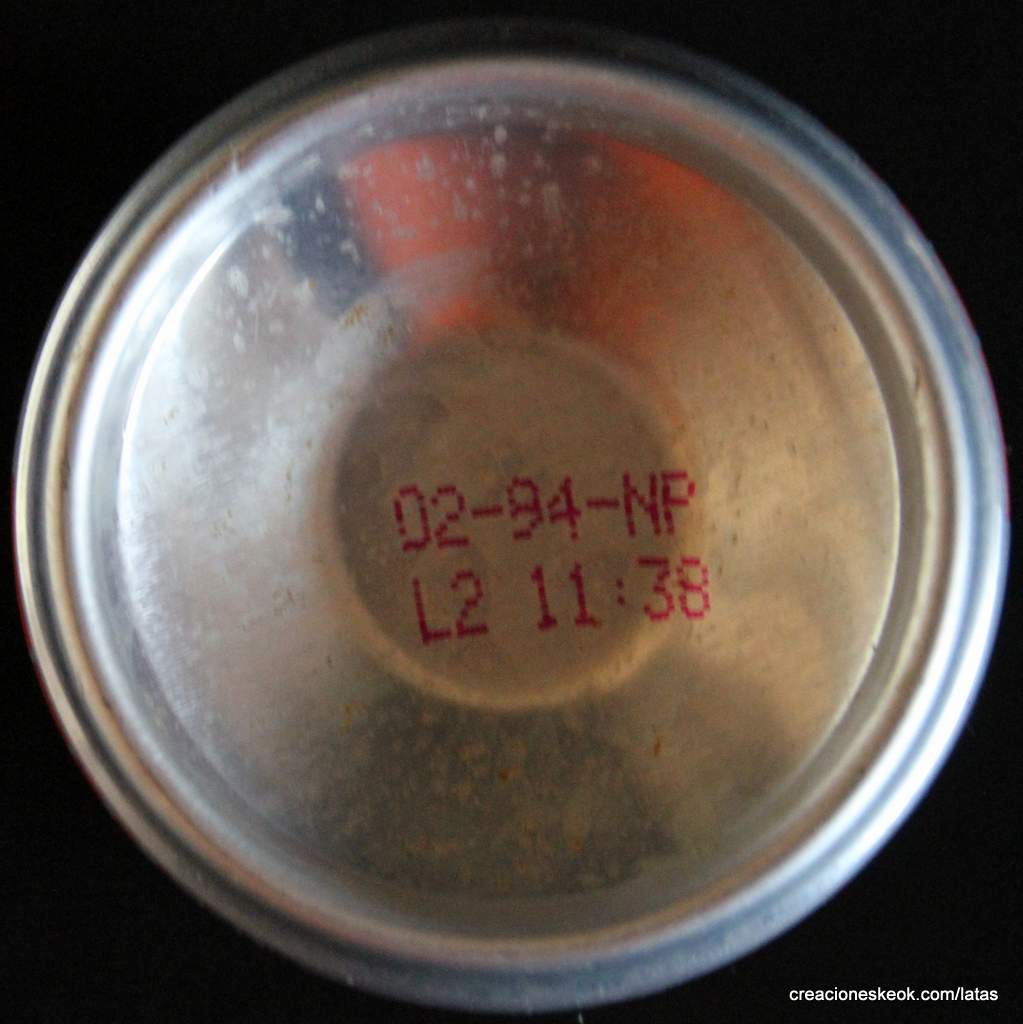 02-94-NP
L2 11:38
creacioneskeok.com/latas